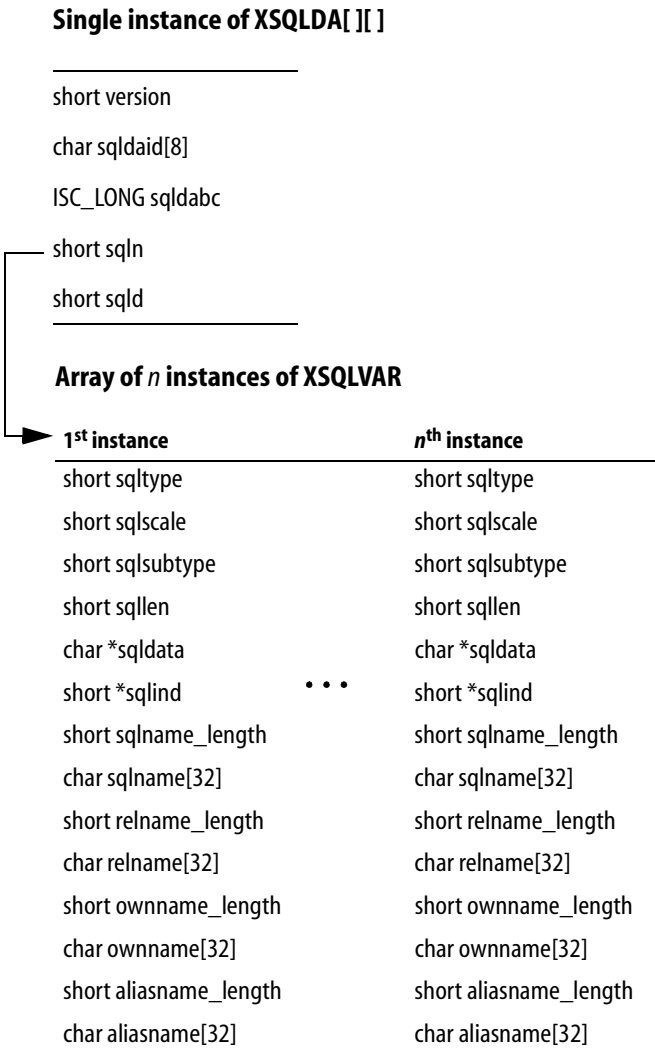 Single instance of XSQLDA[ ][ ]
short version
char sqldaid[8]
ISC_LONG sqldabc
short sqln
short sqld
Array of n instances of XSQLVAR
1st instance nth instance
short sqltype short sqltype
short sqlscale short sqlscale
short sqlsubtype short sqlsubtype
short sqllen short sqllen
char *sqldata char *sqldata
short *sqlind • • • short *sqlind
short sqlname_length short sqlname_length
char sqlname[32] char sqlname[32]
short relname_length short relname_length
char relname[32] char relname[32]
short ownname_length short ownname_length
char ownname[32] char ownname[32]
short aliasname_length short aliasname_length
char aliasname[32] char aliasname[32]